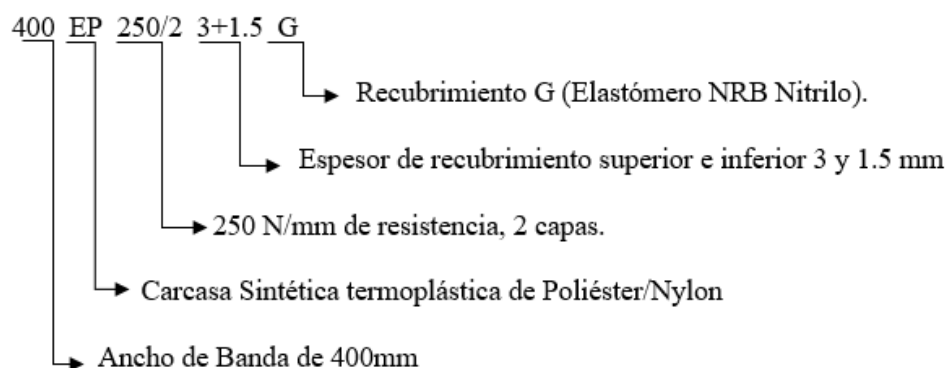 400 EP 250/2 3+1.5 G
Recubrimiento G (Elastómero NRB Nitrilo).
Espesor de recubrimiento superior e inferior 3 y 1.5 mm
250 N/mm de resistencia, 2 capas.
Carcasa Sintética termoplástica de Poliéster/Nylon
Ancho de Banda de 400mm